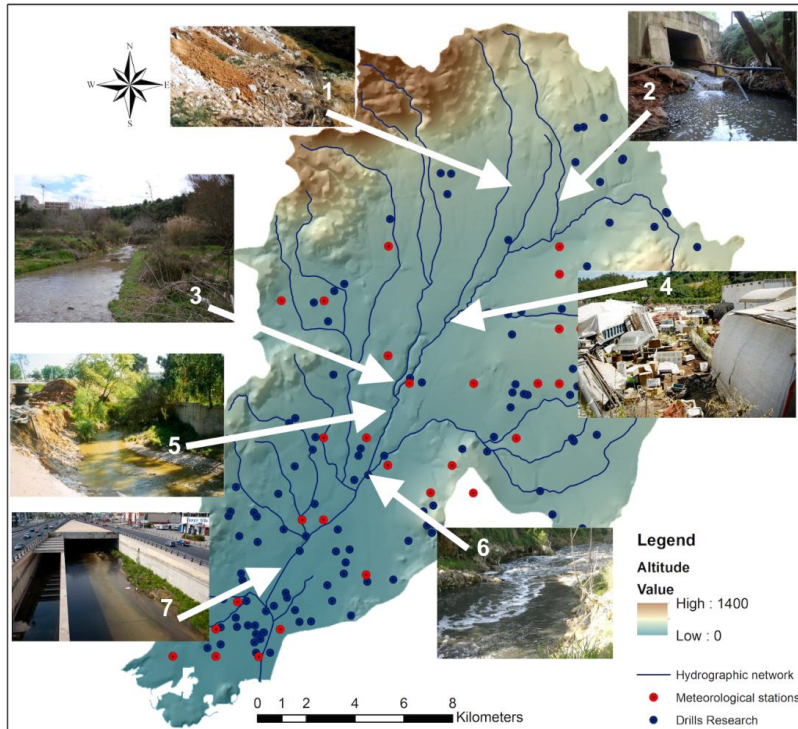 N
W E
S
1
2
3
4
5
6
7
Legend
Altitude
Value
High : 1400
Low : 0
Hydrographic network
Meteorological stations
Drills Research
0 1 2 4 6 8
Kilometers